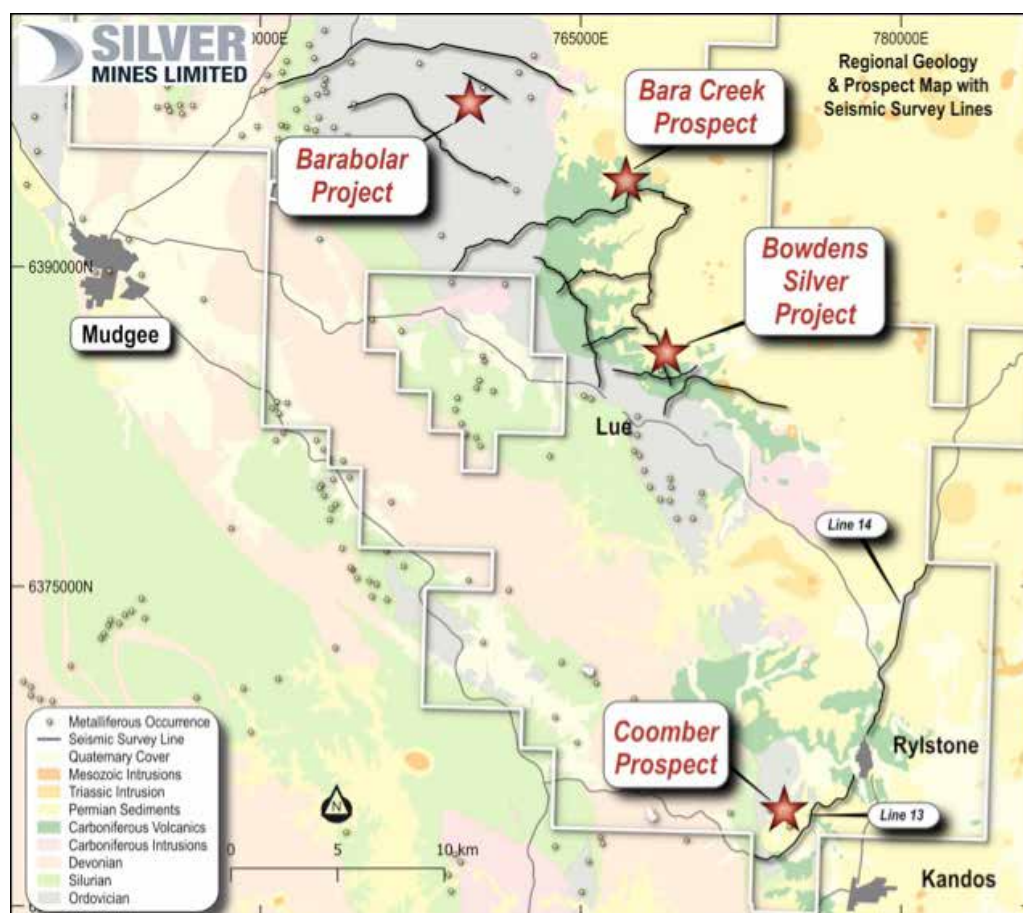 SILVER
MINES LIMITED
765000E
780000E
Regional Geology
& Prospect Map with
Seismic Survey Lines
Bara Creek
Prospect
Barabolar
Project
Bowdens
Silver
Project
6390000N
Mudgee
Lue
Line 14
6375000N
Coomber
Prospect
Rylstone
Line 13
Kandos
N
0
5
10 km
Metalliferous Occurrence
Seismic Survey Line
Quaternary Cover
Mesozoic Intrusions
Triassic Intrusion
Permian Sediments
Carboniferous Volcanics
Carboniferous Intrusions
Devonian
Silurian
Ordovician